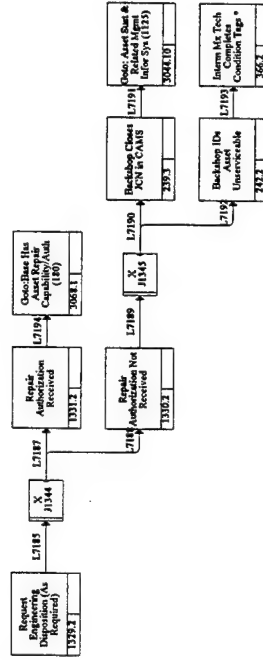 Request
Engineering
Disposition (As
Required)
1329.2
L7185
X
J1344
L7187
Repair
Authorization
Received
1331.2
L7194
Goto:Base Has
Asset Repair
Capability/Auth
(180)
3068.1
L7188
Repair
Authorization Not
Received
1330.2
L7189
X
J1345
L7190
Backshop Closes
JCN in CAMS
239.3
L7191
Goto: Asset Sust &
Related Mgmt
Infor Sys (1125)
3044.10
L7192
Backshop IDs
Asset
Unserviceable
242.2
L7193
Interm Mx Tech
Completes
Condition Tags *
366.2